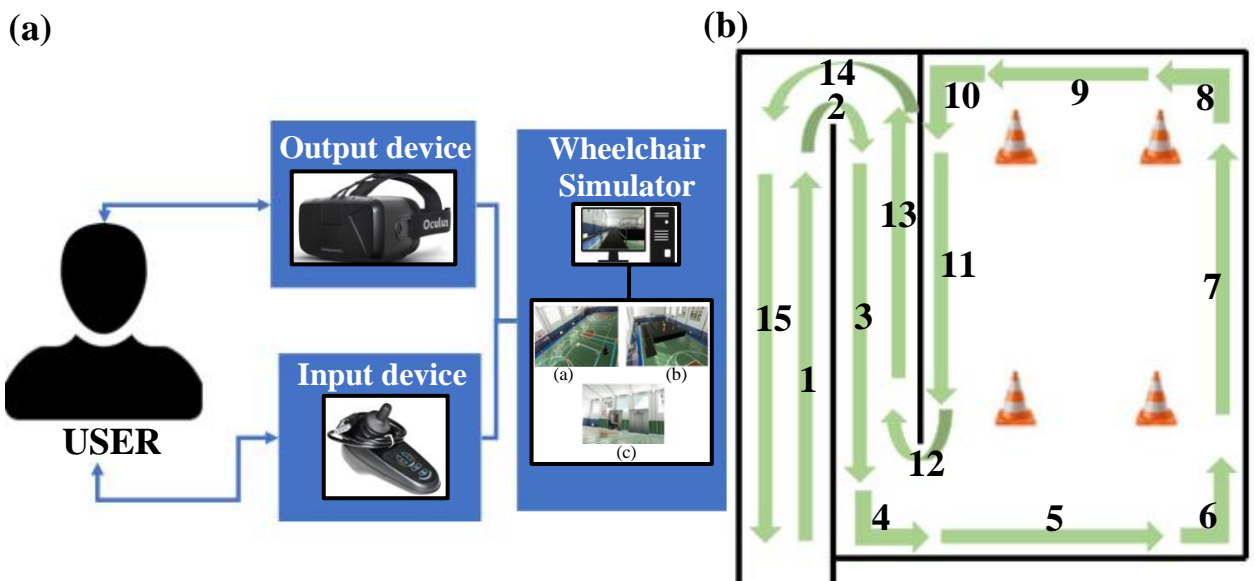 (a)
(b)
Output device
Oculus
Wheelchair
Simulator
Input device
USER
(a)
(b)
(c)
14
2
10
9
8
13
11
7
15
3
1
12
4
5
6